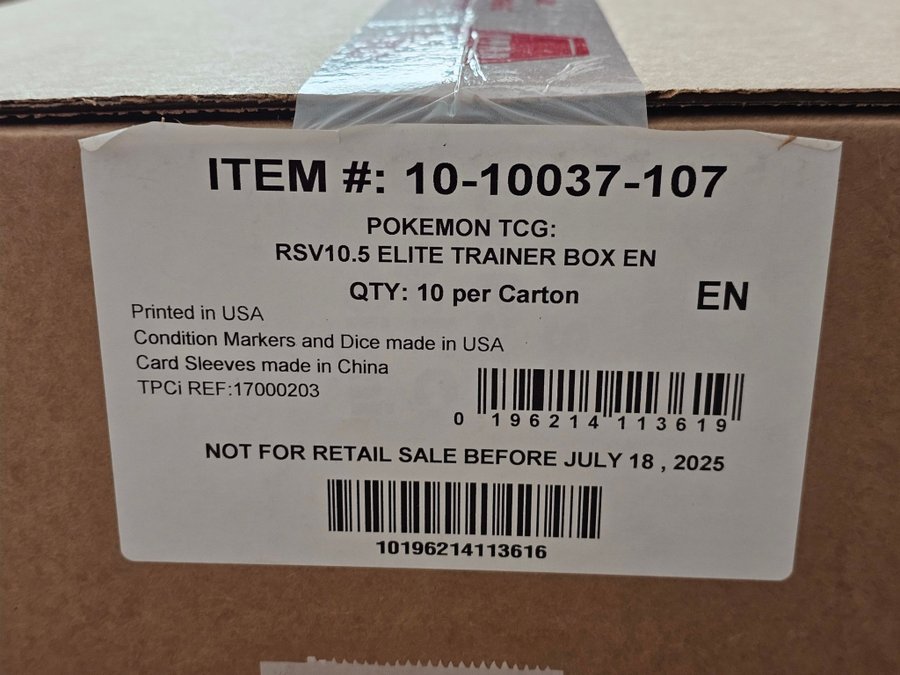 ITEM #: 10-10037-107
POKEMON TCG:
RSV10.5 ELITE TRAINER BOX EN
QTY: 10 per Carton
EN
Printed in USA
Condition Markers and Dice made in USA
Card Sleeves made in China
TPCi REF:17000203
0 196214 113619
NOT FOR RETAIL SALE BEFORE JULY 18 , 2025
10196214113616